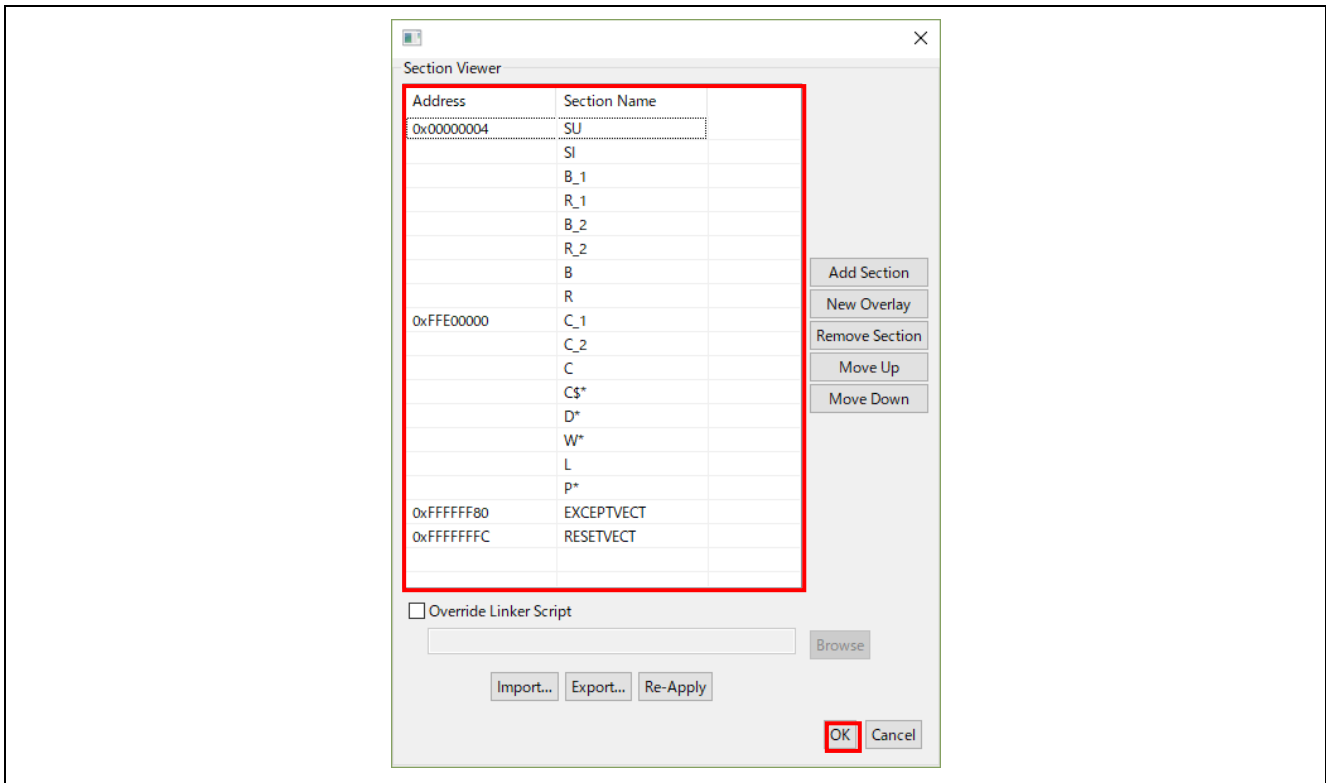 Section Viewer
Address Section Name
0x00000004 SU
SI
B_1
R_1
B_2
R_2
B
R
0xFFE00000 C_1
C_2
C
C$*
D*
W*
L
P*
0xFFFFFF80 EXCEPTVECT
0xFFFFFFFC RESETVECT
Add Section
New Overlay
Remove Section
Move Up
Move Down
Override Linker Script
Browse
Import... Export... Re-Apply
OK Cancel